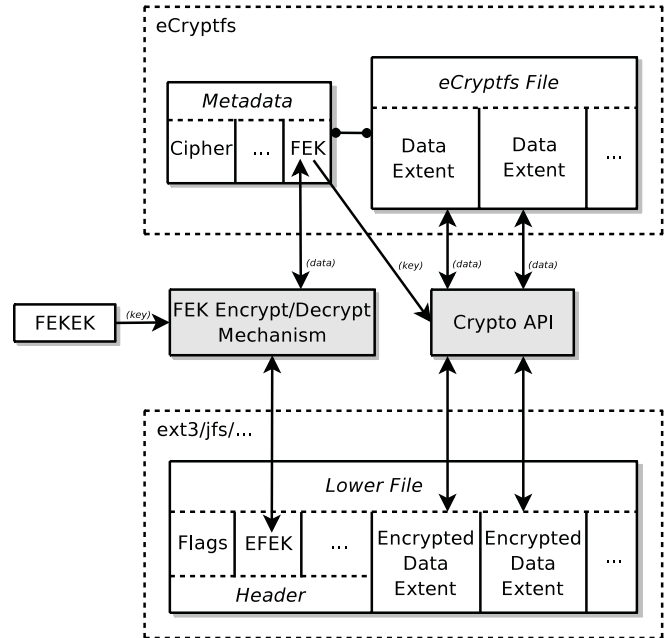 eCryptfs
Metadata
eCryptfs File
Cipher
...
FEK
Data
Extent
Data
Extent
...
(data)
(key)
(data)
(data)
FEKEK
(key)
FEK Encrypt/Decrypt
Mechanism
Crypto API
ext3/jfs/...
Lower File
Flags
EFEK
...
Header
Encrypted
Data
Extent
Encrypted
Data
Extent
...